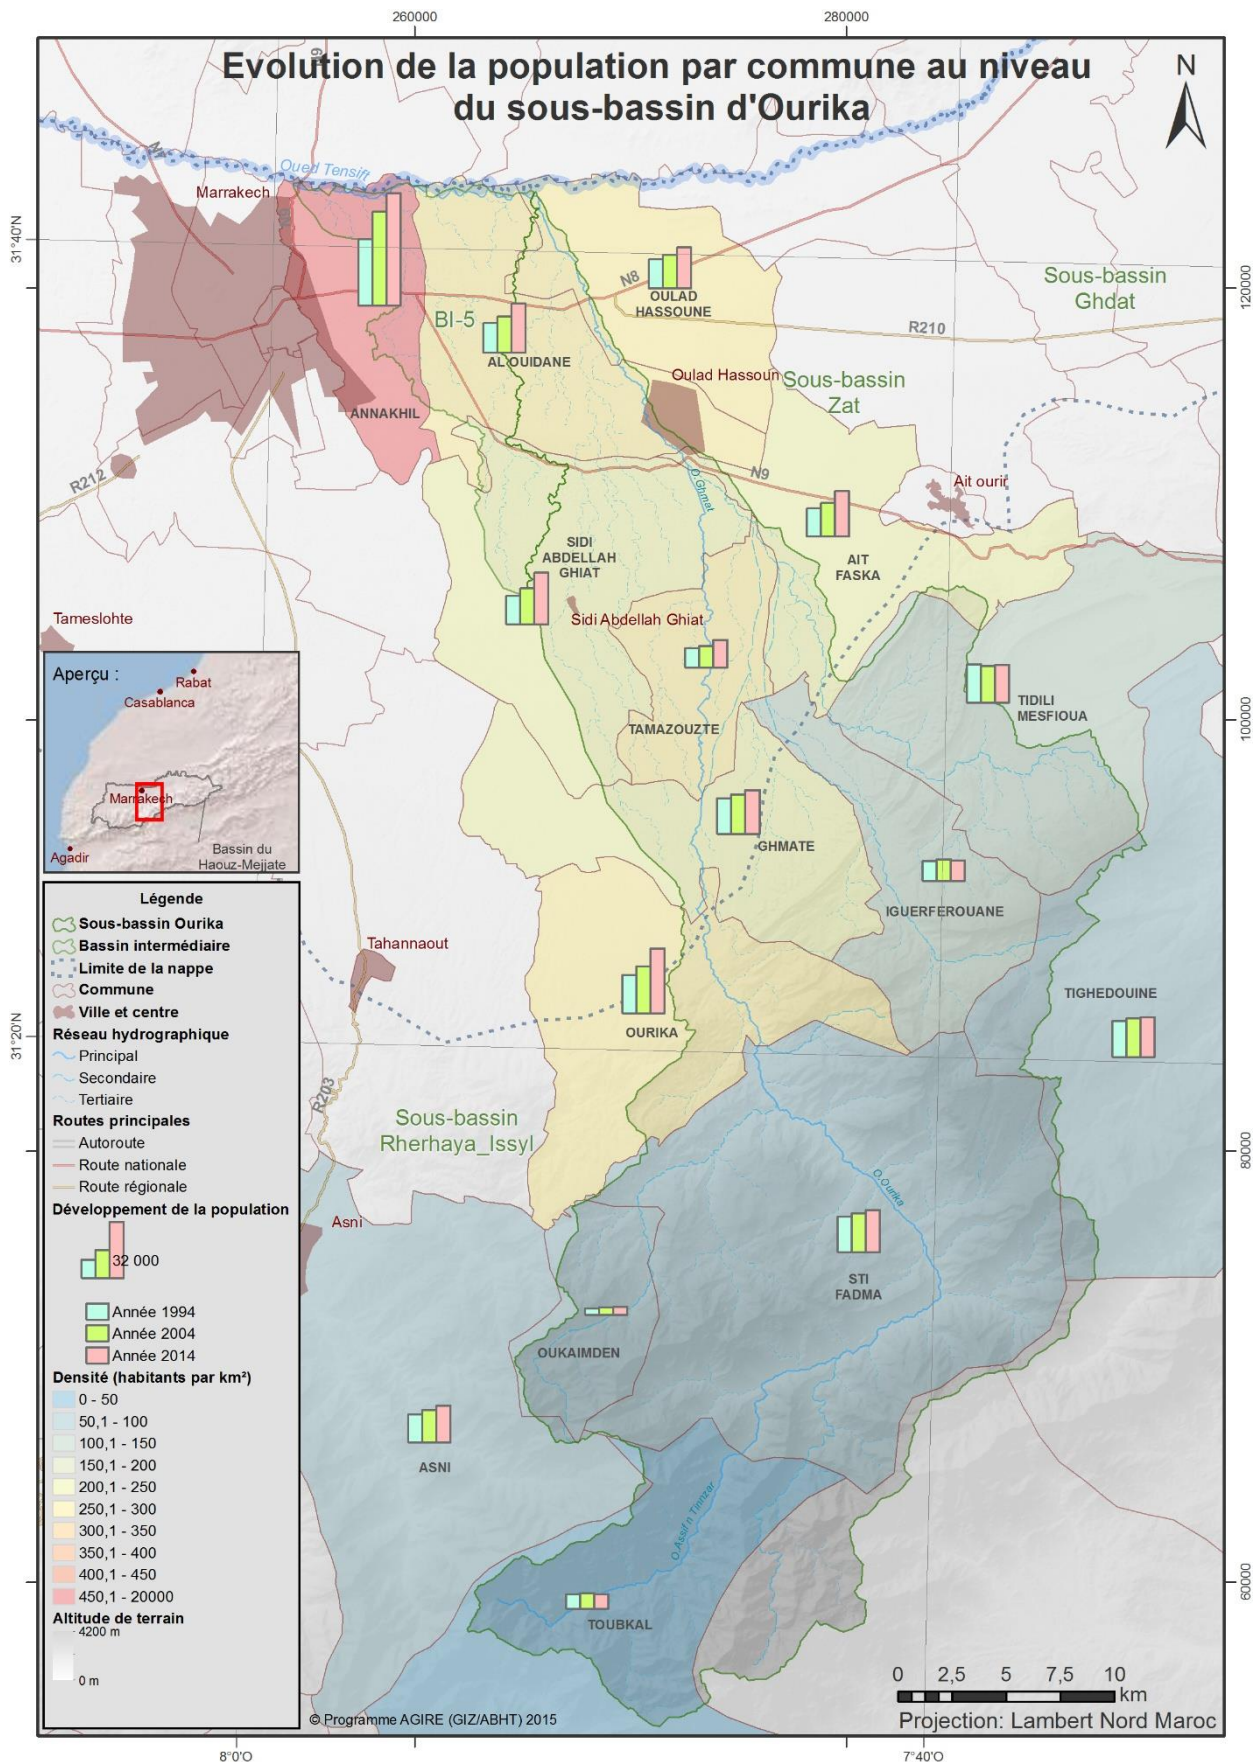 260000
280000
Evolution de la population par commune au niveau
du sous-bassin d'Ourika
N
Oued Tensift
Marrakech
31°40'N
120000
N8
OULAD
HASSOUNE
Sous-bassin
Ghdat
BI-5
R210
AL OUIDANE
Oulad Hassoun
Sous-bassin
Zat
ANNAKHIL
R212
N9
O.Ghmat
Ait ourir
SIDI
ABDELLAH
GHIAT
AIT
FASKA
Tameslohte
Sidi Abdellah Ghiat
Aperçu :
Rabat
Casablanca
Marrakech
Agadir
Bassin du
Haouz-Mejjate
TIDILI
MESFIOUA
100000
TAMAZOUZTE
GHMATE
IGUERFEROUANE
Tahannaout
TIGHEDOUINE
OURIKA
31°20'N
R203
Sous-bassin
Rherhaya_Issyl
80000
O.Ourika
Asni
STI
FADMA
OUKAIMDEN
ASNI
O.Assif n Tinnzar
60000
TOUBKAL
Légende
Sous-bassin Ourika
Bassin intermédiaire
Limite de la nappe
Commune
Ville et centre
Réseau hydrographique
Principal
Secondaire
Tertiaire
Routes principales
Autoroute
Route nationale
Route régionale
Développement de la population
32 000
Année 1994
Année 2004
Année 2014
Densité (habitants par km²)
0 - 50
50,1 - 100
100,1 - 150
150,1 - 200
200,1 - 250
250,1 - 300
300,1 - 350
350,1 - 400
400,1 - 450
450,1 - 20000
Altitude de terrain
4200 m
0 m
© Programme AGIRE (GIZ/ABHT) 2015
0 2,5 5 7,5 10
km
Projection: Lambert Nord Maroc
8°0'O
7°40'O